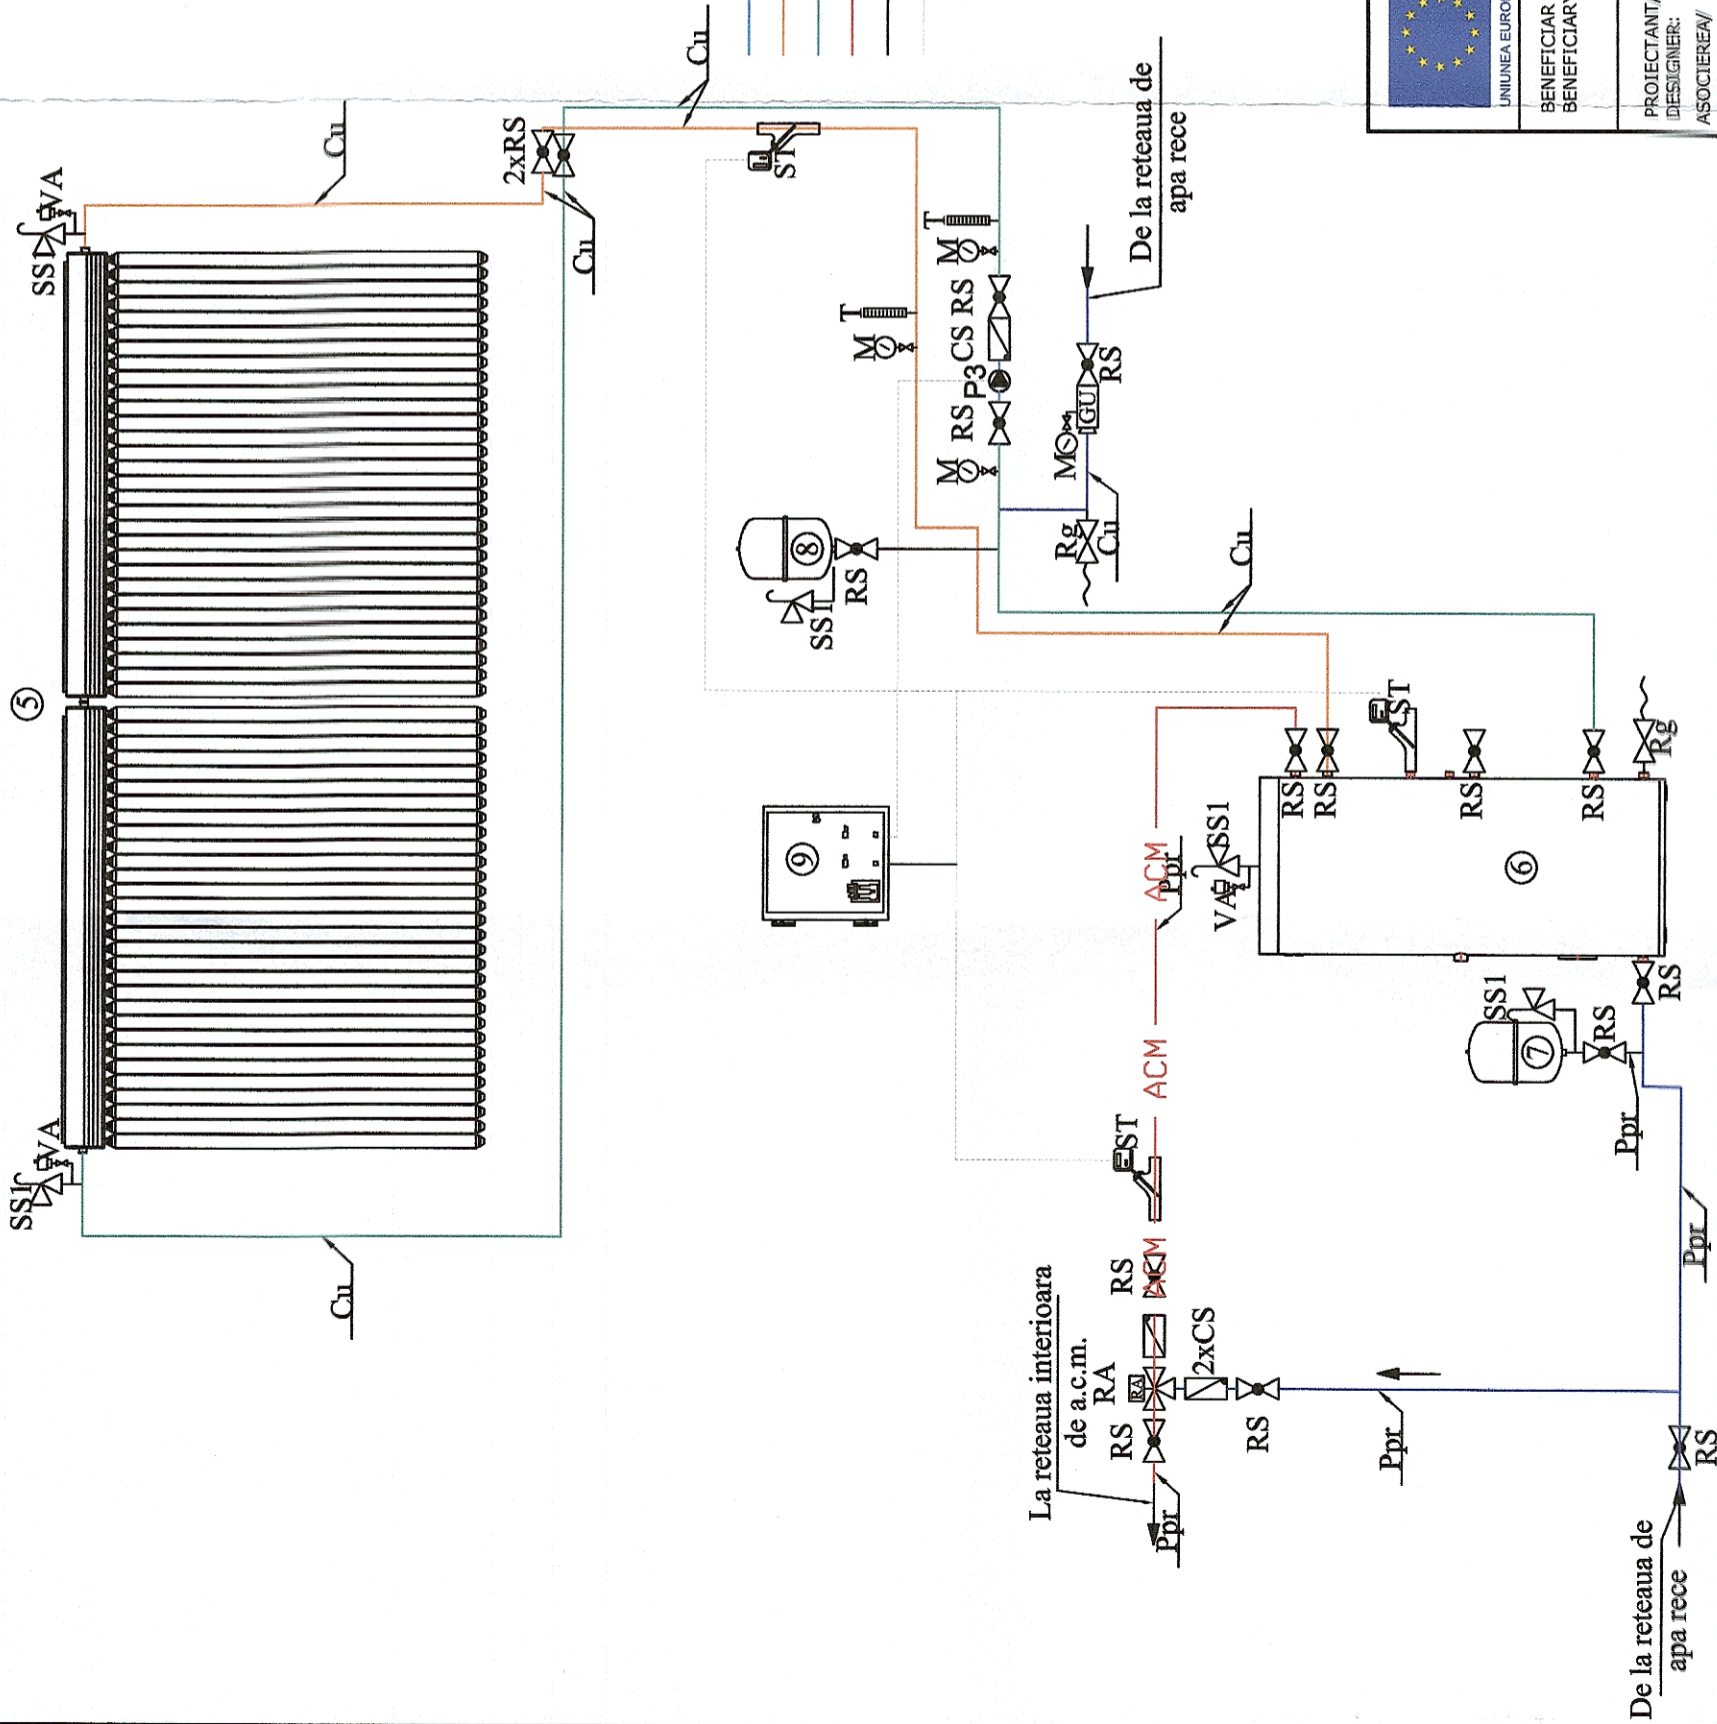 5
SS1
VA
SS1
VA
Cu
Cu
2xRS
Cu
Cu
ST
T
M
T
M
RS
CS
P3
RS
M
8
RS
SS1
De la reteaua de
apa rece
RS
GUI
M
Rg
Cu
Cu
9
ACM
ACM
ACM
Ppr
ST
RS
RS
ST
RS
RS
Rg
VA
SS1
6
RS
SS1
7
RS
Ppr
Ppr
ST
RS
La reteaua interioara
de a.c.m.
RA
RA
RS
2xCS
RS
Ppr
Ppr
De la reteaua de
apa rece
RS
BENEFICIAR
BENEFICIARY
PROIECTANT/
DESIGNER:
ASOCIEREA/